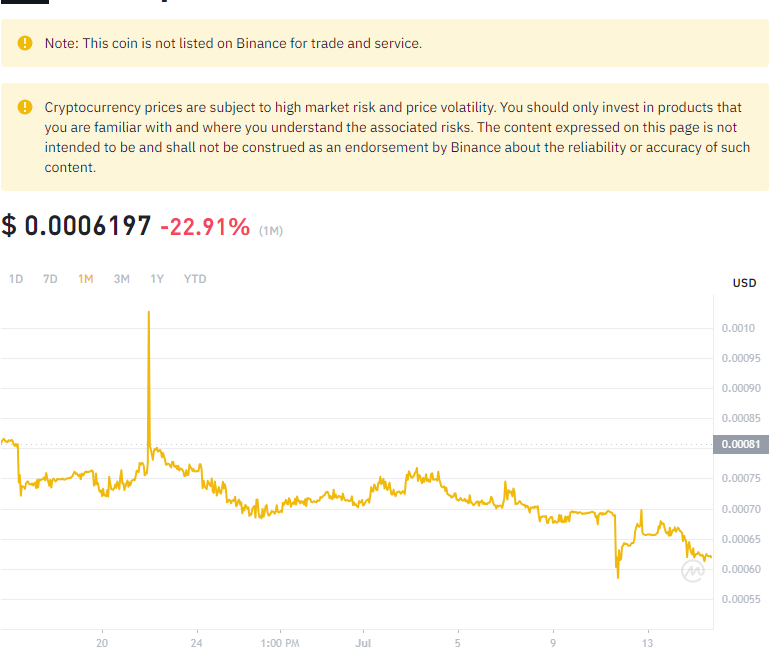 Note: This coin is not listed on Binance for trade and service.
Cryptocurrency prices are subject to high market risk and price volatility. You should only invest in products that
you are familiar with and where you understand the associated risks. The content expressed on this page is not
intended to be and shall not be construed as an endorsement by Binance about the reliability or accuracy of such
content.
$ 0.0006197 -22.91% (1M)
1D 7D 1M 3M 1Y YTD
USD
0.0010
0.00095
0.00090
0.00085
0.00081
0.00075
0.00070
0.00065
0.00060
0.00055
20 24 1:00 PM Jul 5 9 13